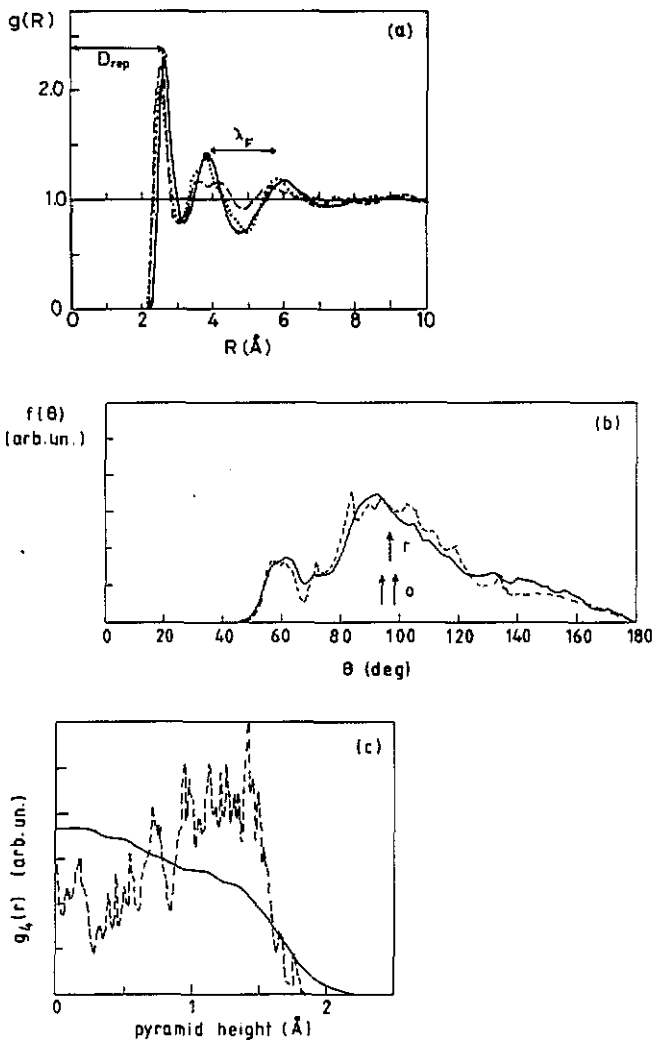 g(R)
(a)
D_rep
2.0
λ_F
1.0
0
0 2 4 6 8 10
R (Å)
f(θ)
(arb.un.)
(b)
r
o
0 20 40 60 80 100 120 140 160 180
θ (deg)
(c)
g₄(r) (arb. un.)
0 1 2
pyramid height (Å)